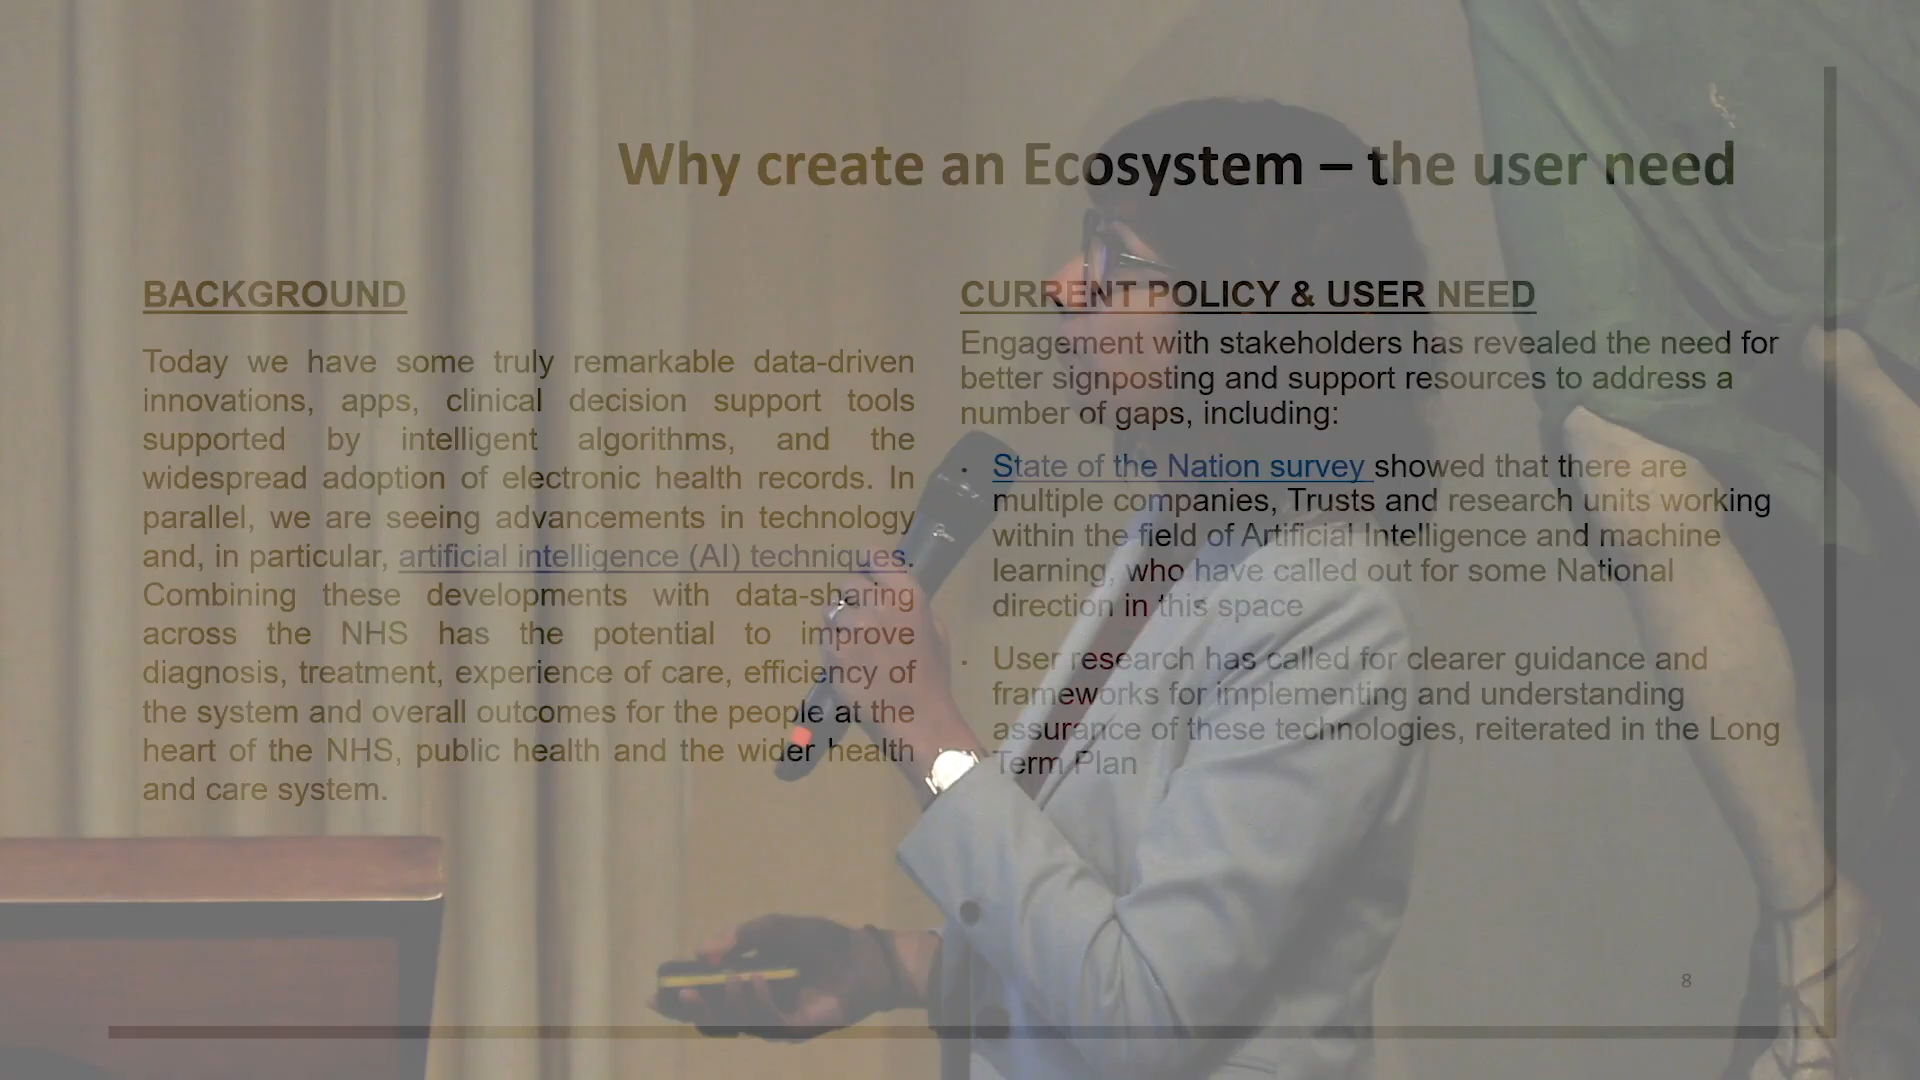 Why create an Ecosystem – the user need
BACKGROUND
Today we have some truly remarkable data-driven
innovations, apps, clinical decision support tools
supported by intelligent algorithms, and the
widespread adoption of electronic health records. In
parallel, we are seeing advancements in technology
and, in particular, artificial intelligence (AI) techniques.
Combining these developments with data-sharing
across the NHS has the potential to improve
diagnosis, treatment, experience of care, efficiency of
the system and overall outcomes for the people at the
heart of the NHS, public health and the wider health
and care system.
CURRENT POLICY & USER NEED
Engagement with stakeholders has revealed the need for
better signposting and support resources to address a
number of gaps, including:
· State of the Nation survey showed that there are
multiple companies, Trusts and research units working
within the field of Artificial Intelligence and machine
learning, who have called out for some National
direction in this space
· User research has called for clearer guidance and
frameworks for implementing and understanding
assurance of these technologies, reiterated in the Long
Term Plan
8